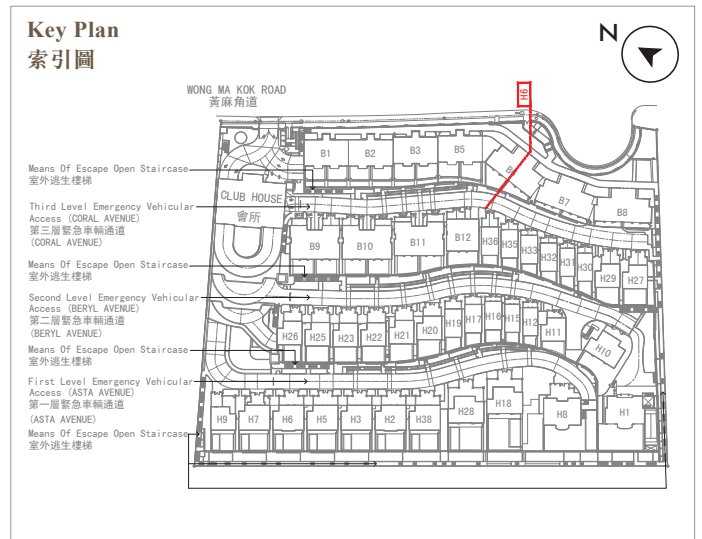 Key Plan
索引圖
N
WONG MA KOK ROAD
黃麻角道
H6
B1
B2
B3
B5
B7
B8
Means Of Escape Open Staircase
室外逃生樓梯
CLUB HOUSE
會所
Third Level Emergency Vehicular
Access (CORAL AVENUE)
第三層緊急車輛通道
(CORAL AVENUE)
B9
B10
B11
B12
H36
H35
H33
H32
H31
H30
H29
H27
Means Of Escape Open Staircase
室外逃生樓梯
Second Level Emergency Vehicular
Access (BERYL AVENUE)
第二層緊急車輛通道
(BERYL AVENUE)
H26
H25
H23
H22
H21
H20
H19
H17
H16
H15
H12
H11
H10
Means Of Escape Open Staircase
室外逃生樓梯
First Level Emergency Vehicular
Access (ASTA AVENUE)
第一層緊急車輛通道
(ASTA AVENUE)
H9
H7
H6
H5
H3
H2
H38
H28
H18
H8
H1
Means Of Escape Open Staircase
室外逃生樓梯